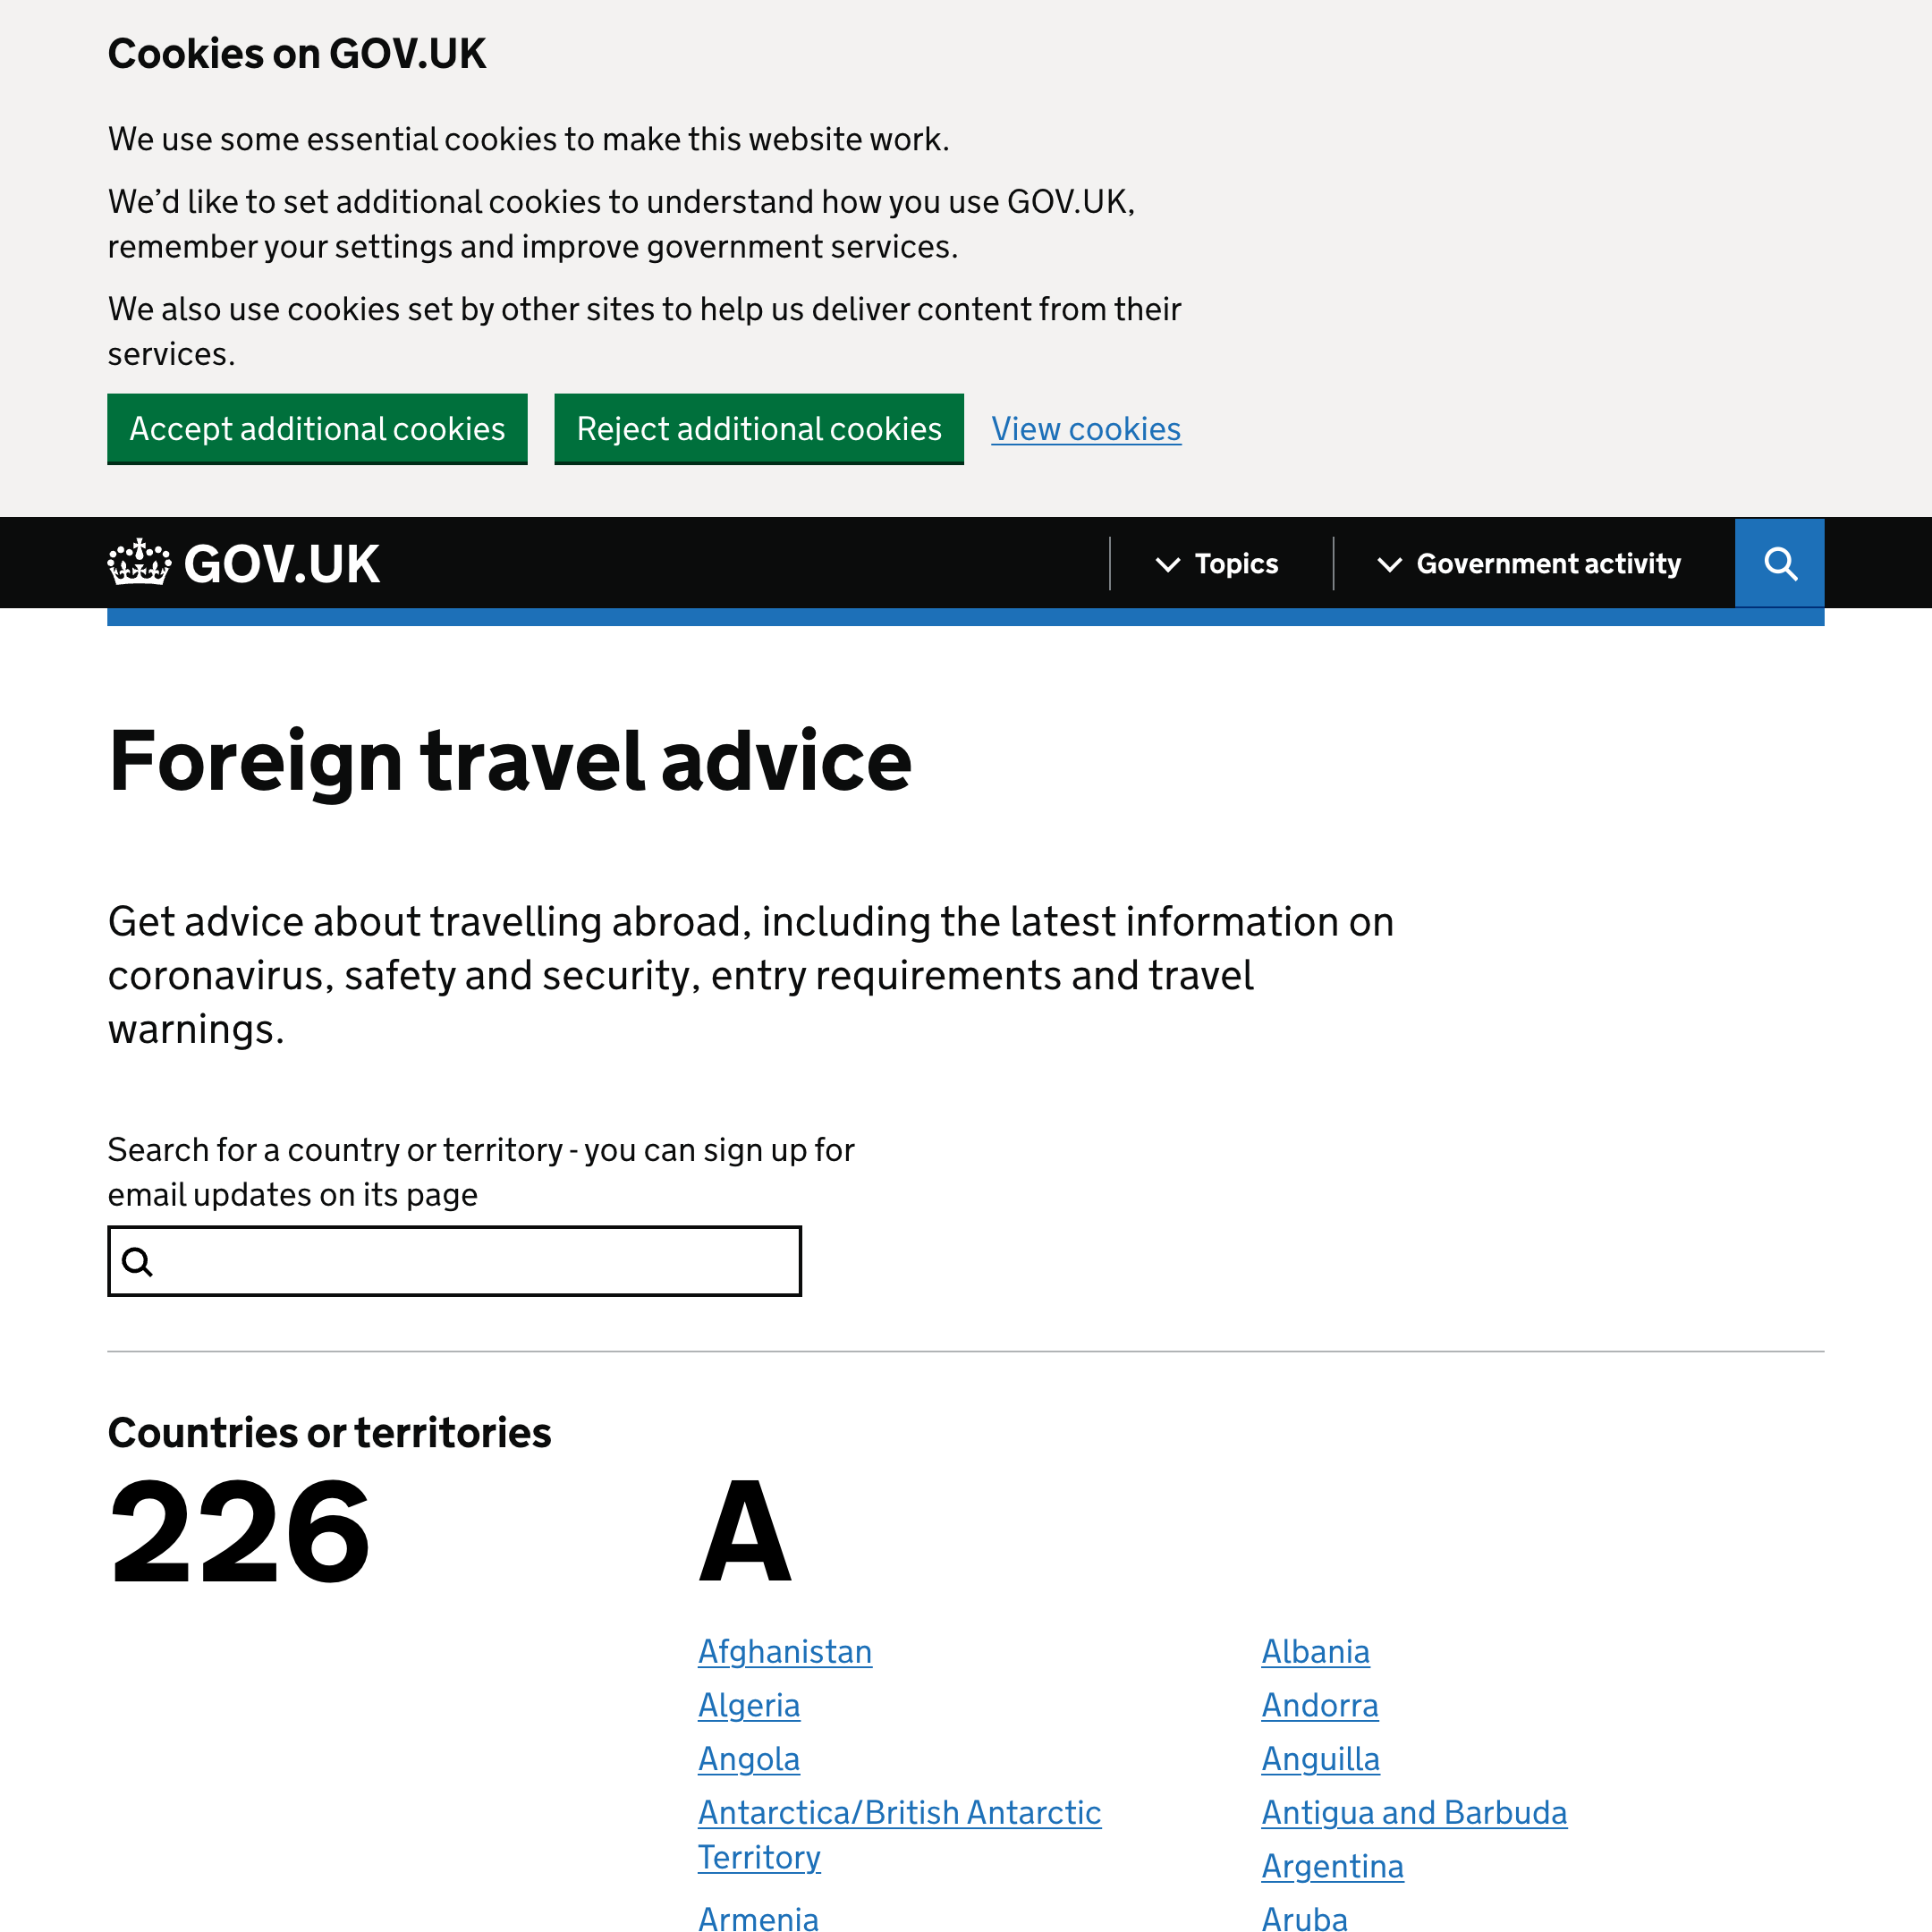 Cookies on GOV.UK
We use some essential cookies to make this website work.
We’d like to set additional cookies to understand how you use GOV.UK,
remember your settings and improve government services.
We also use cookies set by other sites to help us deliver content from their
services.
Accept additional cookies
Reject additional cookies
View cookies
GOV.UK
Topics
Government activity
Foreign travel advice
Get advice about travelling abroad, including the latest information on
coronavirus, safety and security, entry requirements and travel
warnings.
Search for a country or territory - you can sign up for
email updates on its page
Countries or territories
226
A
Afghanistan
Algeria
Angola
Antarctica/British Antarctic
Territory
Armenia
Albania
Andorra
Anguilla
Antigua and Barbuda
Argentina
Aruba